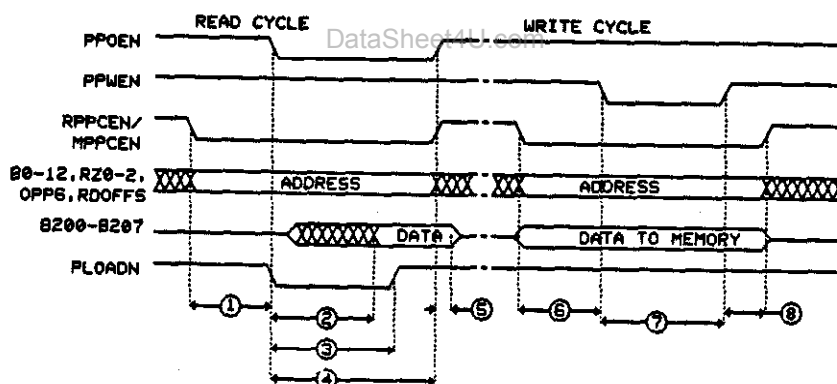 READ CYCLE
WRITE CYCLE
DataSheet4U.com
PPOEN
PPWEN
RPPCEN/
MPPCEN
B0-12,RZ0-2,
OPP6,RDOFFS
ADDRESS
ADDRESS
B200-B207
DATA
DATA TO MEMORY
PLOADN
1
2
5
6
7
8
3
4